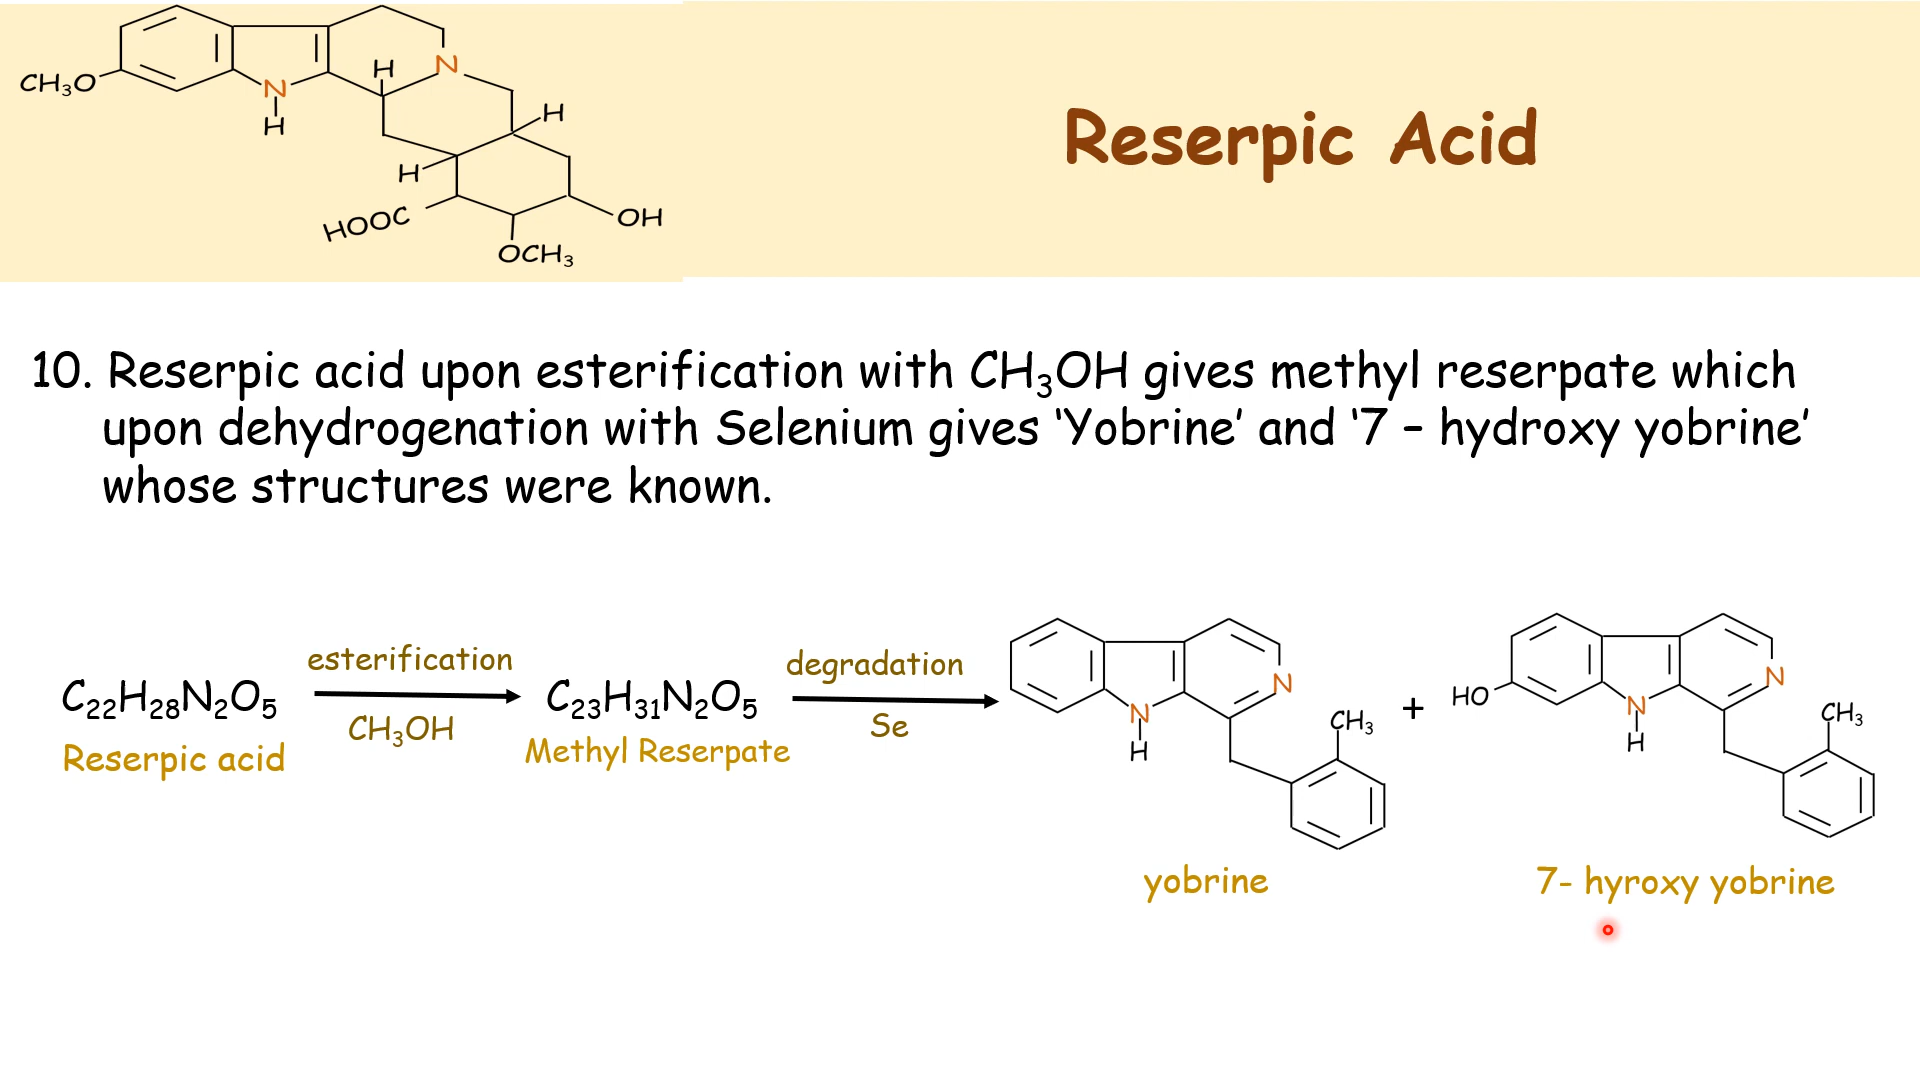 CH₃O
N
H
H
N
H
H
HOOC
OCH₃
OH
Reserpic Acid
10. Reserpic acid upon esterification with CH₃OH gives methyl reserpate which
upon dehydrogenation with Selenium gives ‘Yobrine’ and ‘7 – hydroxy yobrine’
whose structures were known.
C₂₂H₂₈N₂O₅
Reserpic acid
esterification
CH₃OH
C₂₃H₃₁N₂O₅
Methyl Reserpate
degradation
Se
N
H
N
CH₃
yobrine
+
HO
N
H
N
CH₃
7- hyroxy yobrine